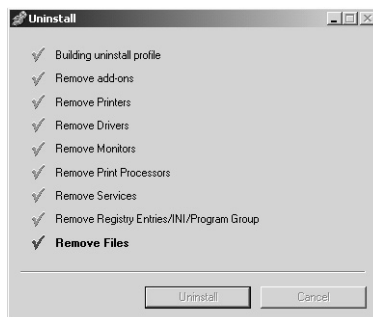 Uninstall
Building uninstall profile
Remove add-ons
Remove Printers
Remove Drivers
Remove Monitors
Remove Print Processors
Remove Services
Remove Registry Entries/INI/Program Group
Remove Files
Uninstall Cancel